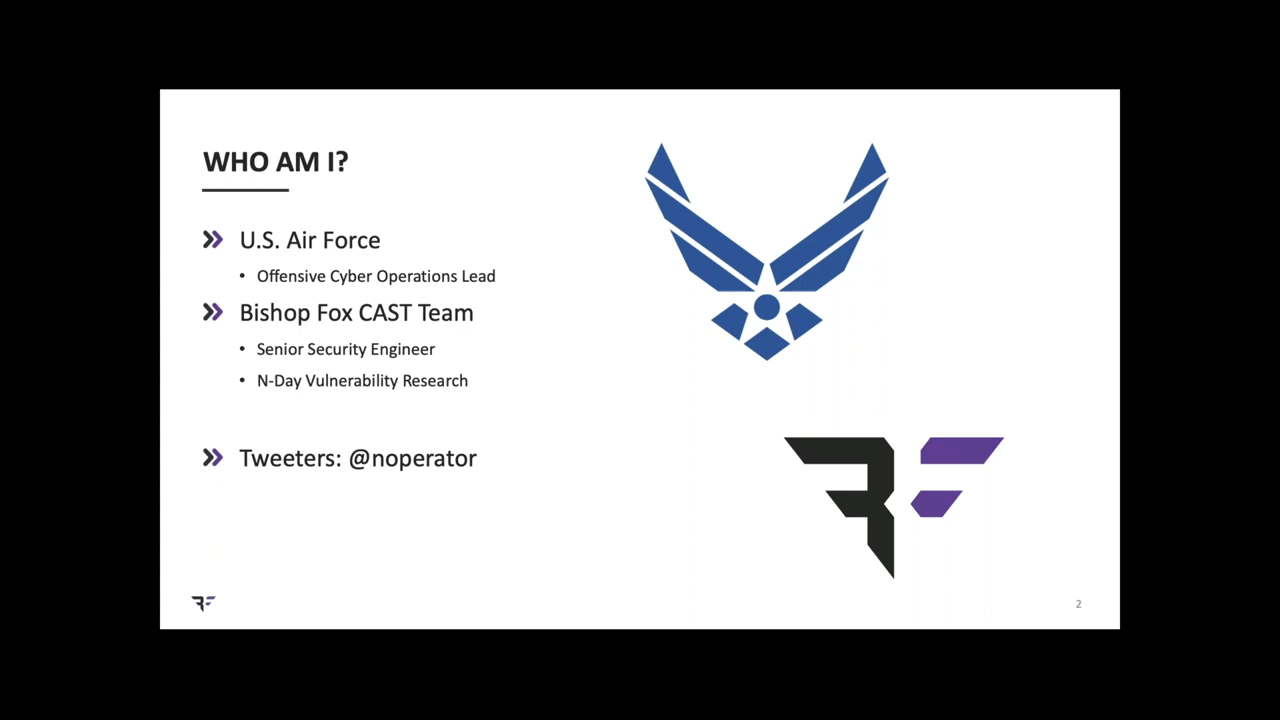 WHO AM I?
U.S. Air Force
• Offensive Cyber Operations Lead
Bishop Fox CAST Team
• Senior Security Engineer
• N-Day Vulnerability Research
Tweeters: @noperator
2